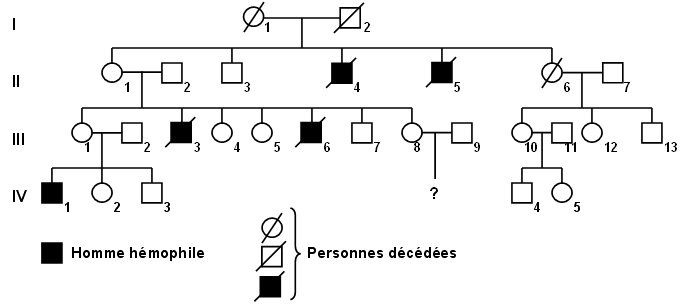 I
1 2
II
1 2 3 4 5 6 7
III
1 2 3 4 5 6 7 8 9 10 11 12 13
IV
1 2 3 ? 4 5
Homme hémophile
Personnes décédées